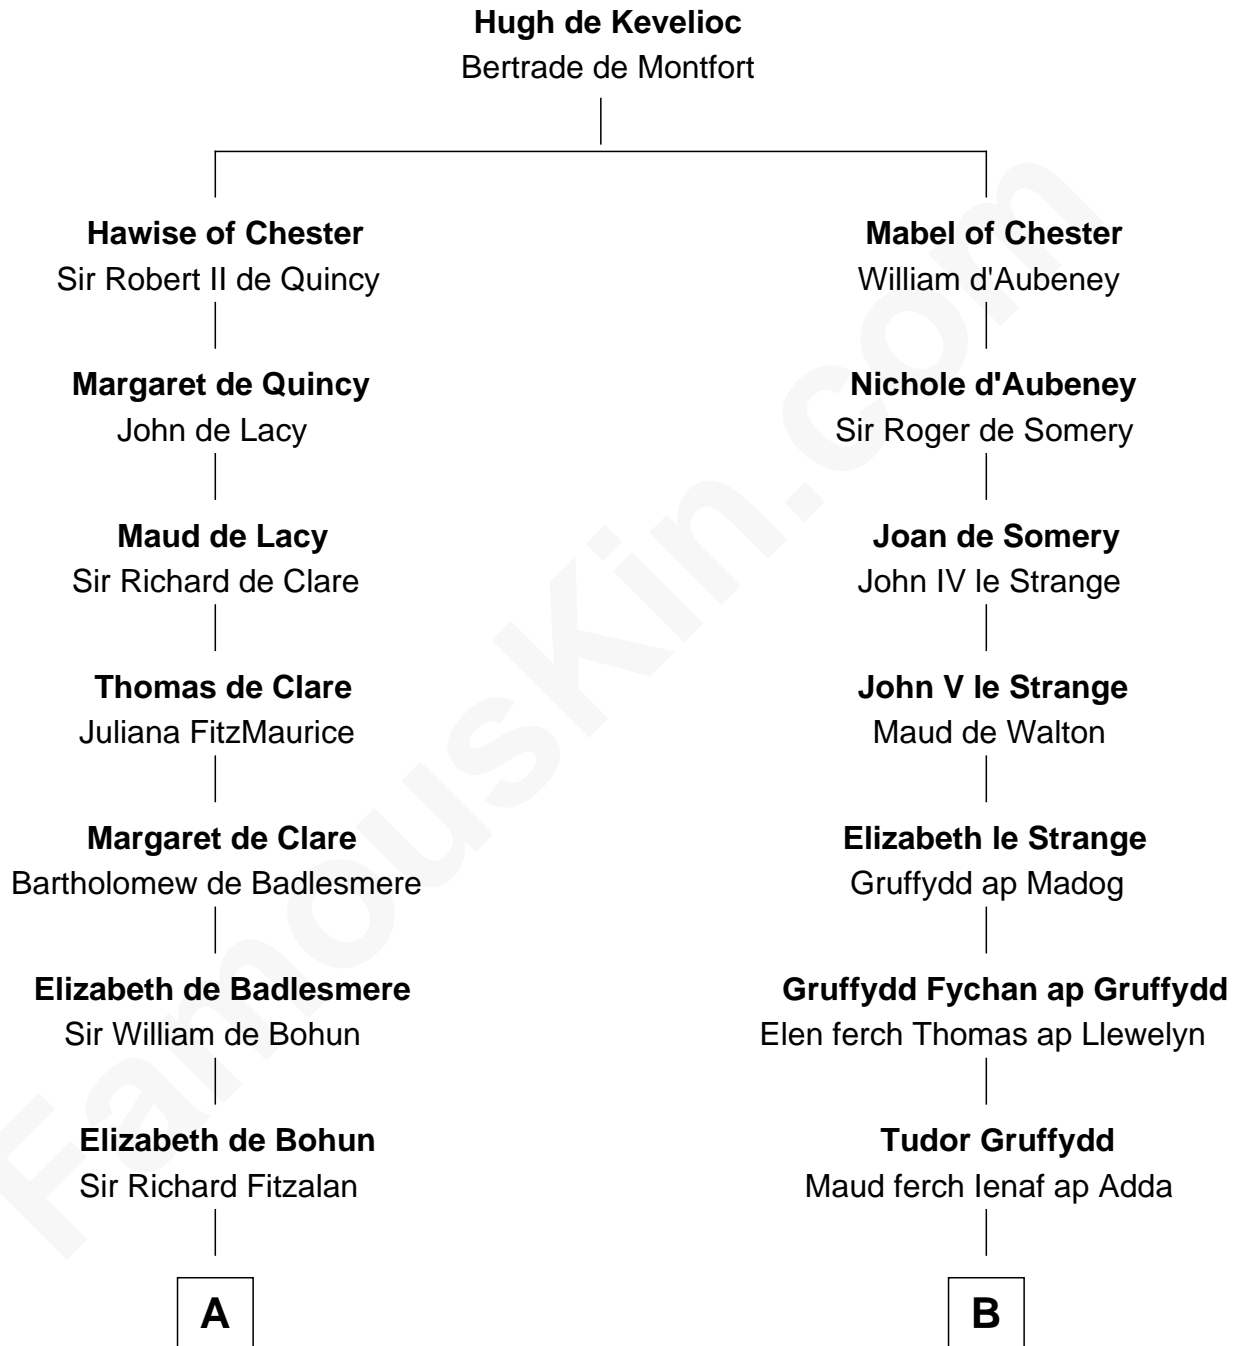 Hugh de Kevelioc
Bertrade de Montfort
Hawise of Chester
Sir Robert II de Quincy
Margaret de Quincy
John de Lacy
Maud de Lacy
Sir Richard de Clare
Thomas de Clare
Juliana FitzMaurice
Margaret de Clare
Bartholomew de Badlesmere
Elizabeth de Badlesmere
Sir William de Bohun
Elizabeth de Bohun
Sir Richard Fitzalan
A
Mabel of Chester
William d'Aubeney
Nichole d'Aubeney
Sir Roger de Somery
Joan de Somery
John IV le Strange
John V le Strange
Maud de Walton
Elizabeth le Strange
Gruffydd ap Madog
Gruffydd Fychan ap Gruffydd
Elen ferch Thomas ap Llewelyn
Tudor Gruffydd
Maud ferch Ienaf ap Adda
B
FamousKin.com